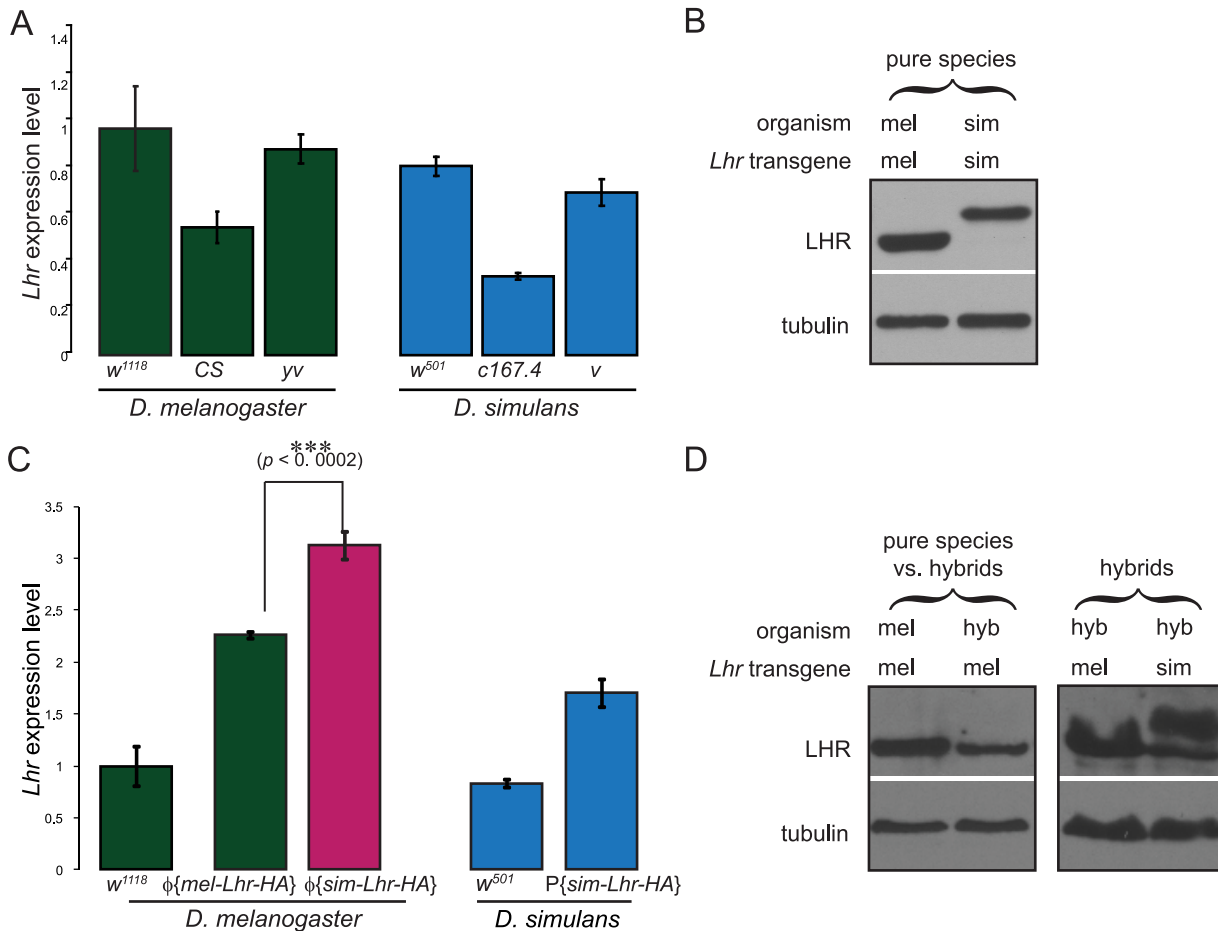 A
Lhr expression level
1.4
1.2
1
0.8
0.6
0.4
0.2
0
w1118 CS yv
D. melanogaster
w501 c167.4 v
D. simulans
B
pure species
organism mel sim
Lhr transgene mel sim
LHR
tubulin
C
***
(p < 0. 0002)
Lhr expression level
3.5
3
2.5
2
1.5
1
0.5
0
w1118 ϕ{mel-Lhr-HA} ϕ{sim-Lhr-HA}
D. melanogaster
w501 P{sim-Lhr-HA}
D. simulans
D
pure species
vs. hybrids
hybrids
organism mel hyb hyb hyb
Lhr transgene mel mel mel sim
LHR
tubulin